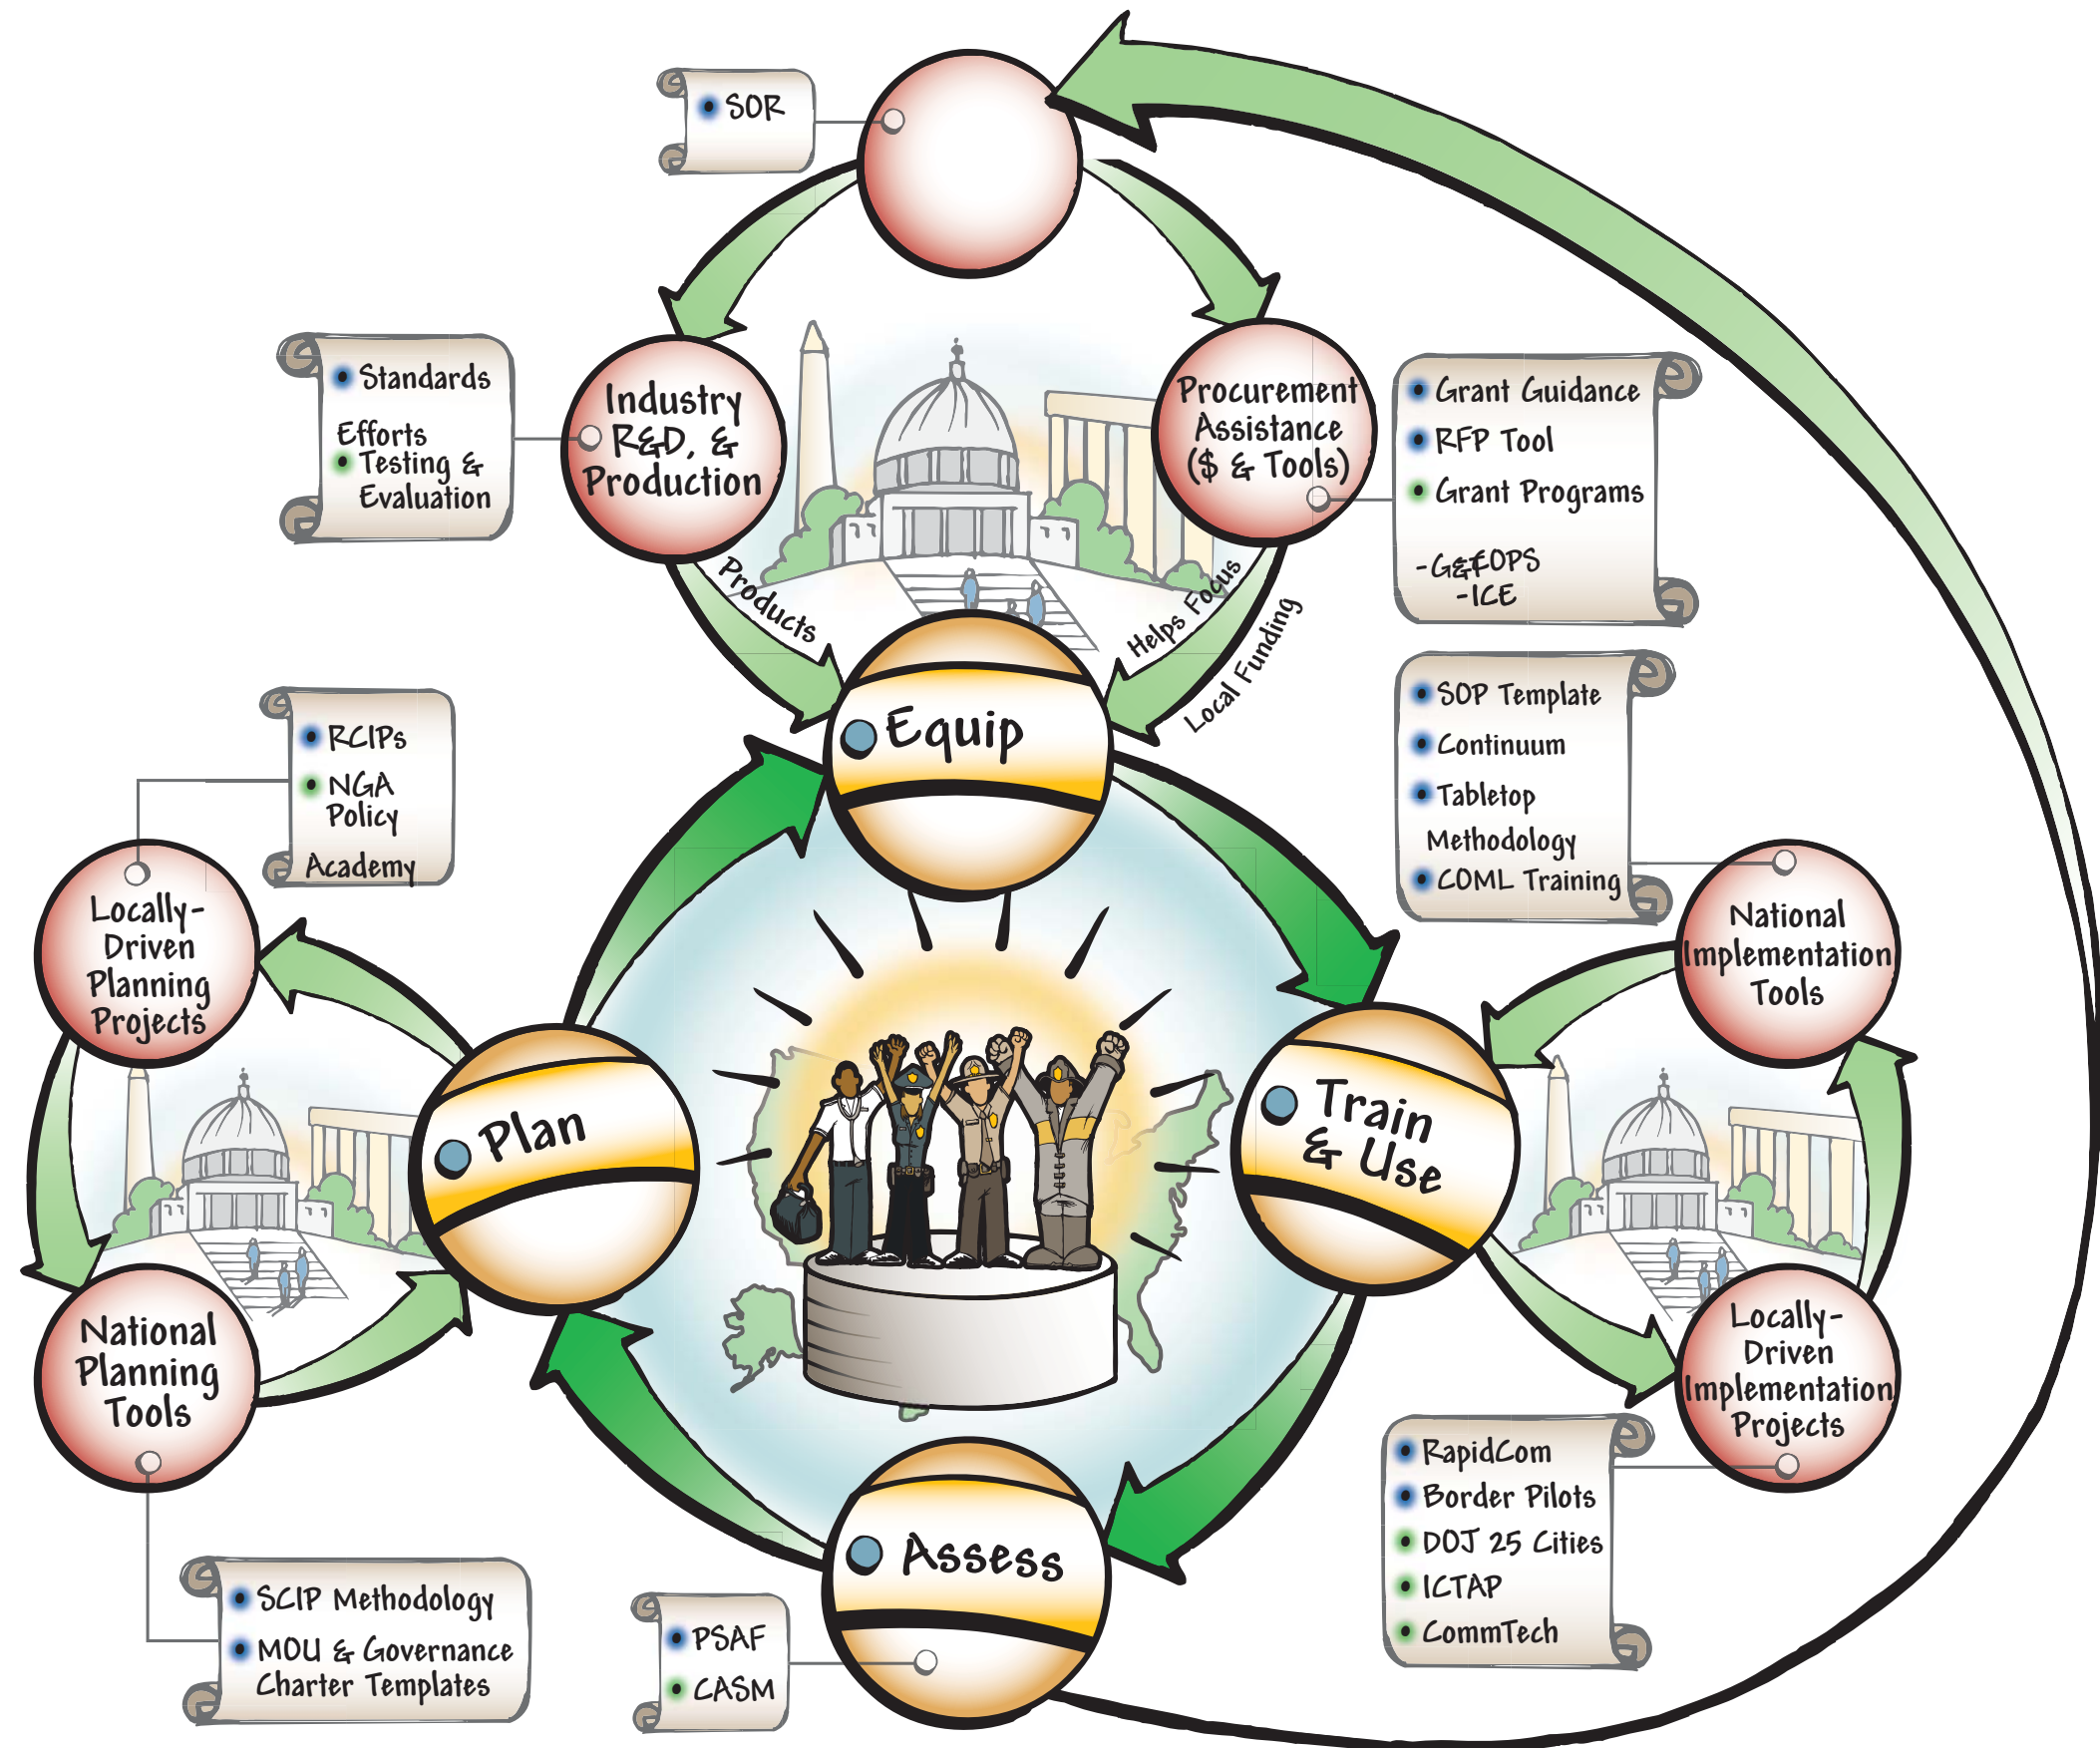 SOR
Standards
Efforts
Testing &
Evaluation
Industry
R&D, &
Production
Procurement
Assistance
($ & Tools)
Grant Guidance
RFP Tool
Grant Programs
-ICE
Products
Helps Focus
Local Funding
Equip
RCIPs
NGA
Policy
Academy
SOP Template
Continuum
Tabletop
Methodology
COML Training
Locally-
Driven
Planning
Projects
National
Implementation
Tools
Plan
Train
& Use
National
Planning
Tools
Locally-
Driven
Implementation
Projects
RapidCom
Border Pilots
DOJ 25 Cities
ICTAP
CommTech
Assess
SCIP Methodology
MOU & Governance
Charter Templates
PSAF
CASM